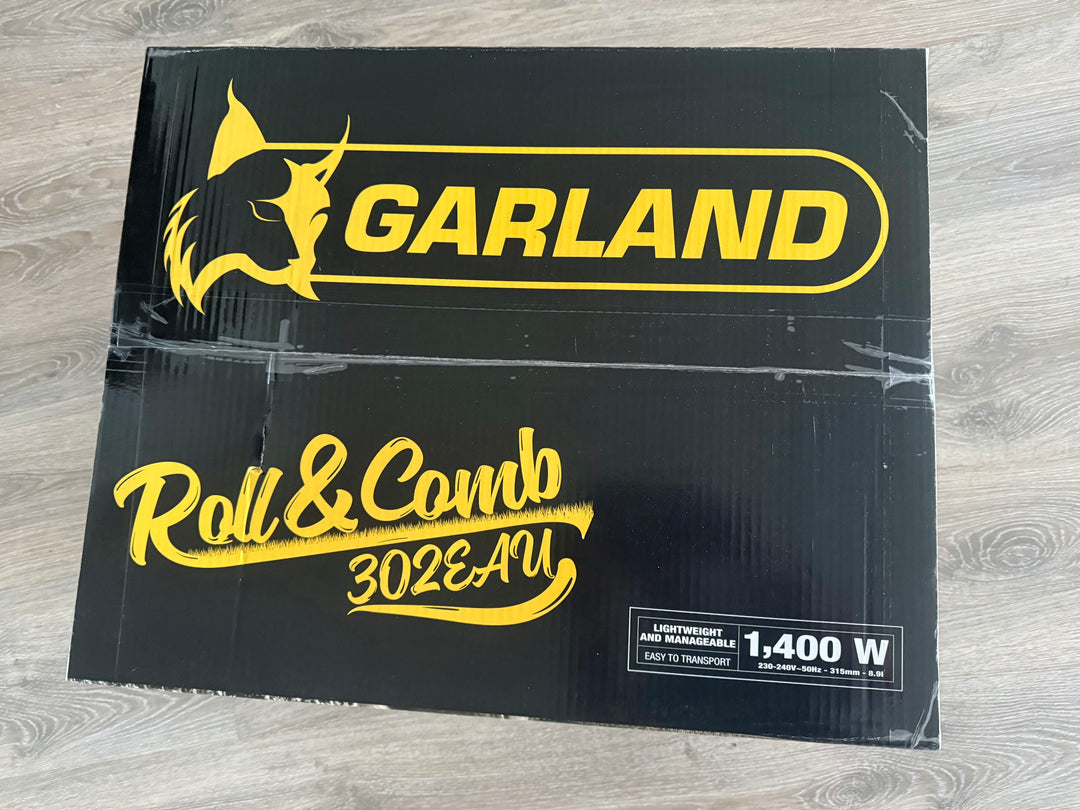 GARLAND
Roll & Comb
302EAU
LIGHTWEIGHT
AND MANAGEABLE
EASY TO TRANSPORT
1,400 W
230-240V~50Hz - 315mm - 8.9l